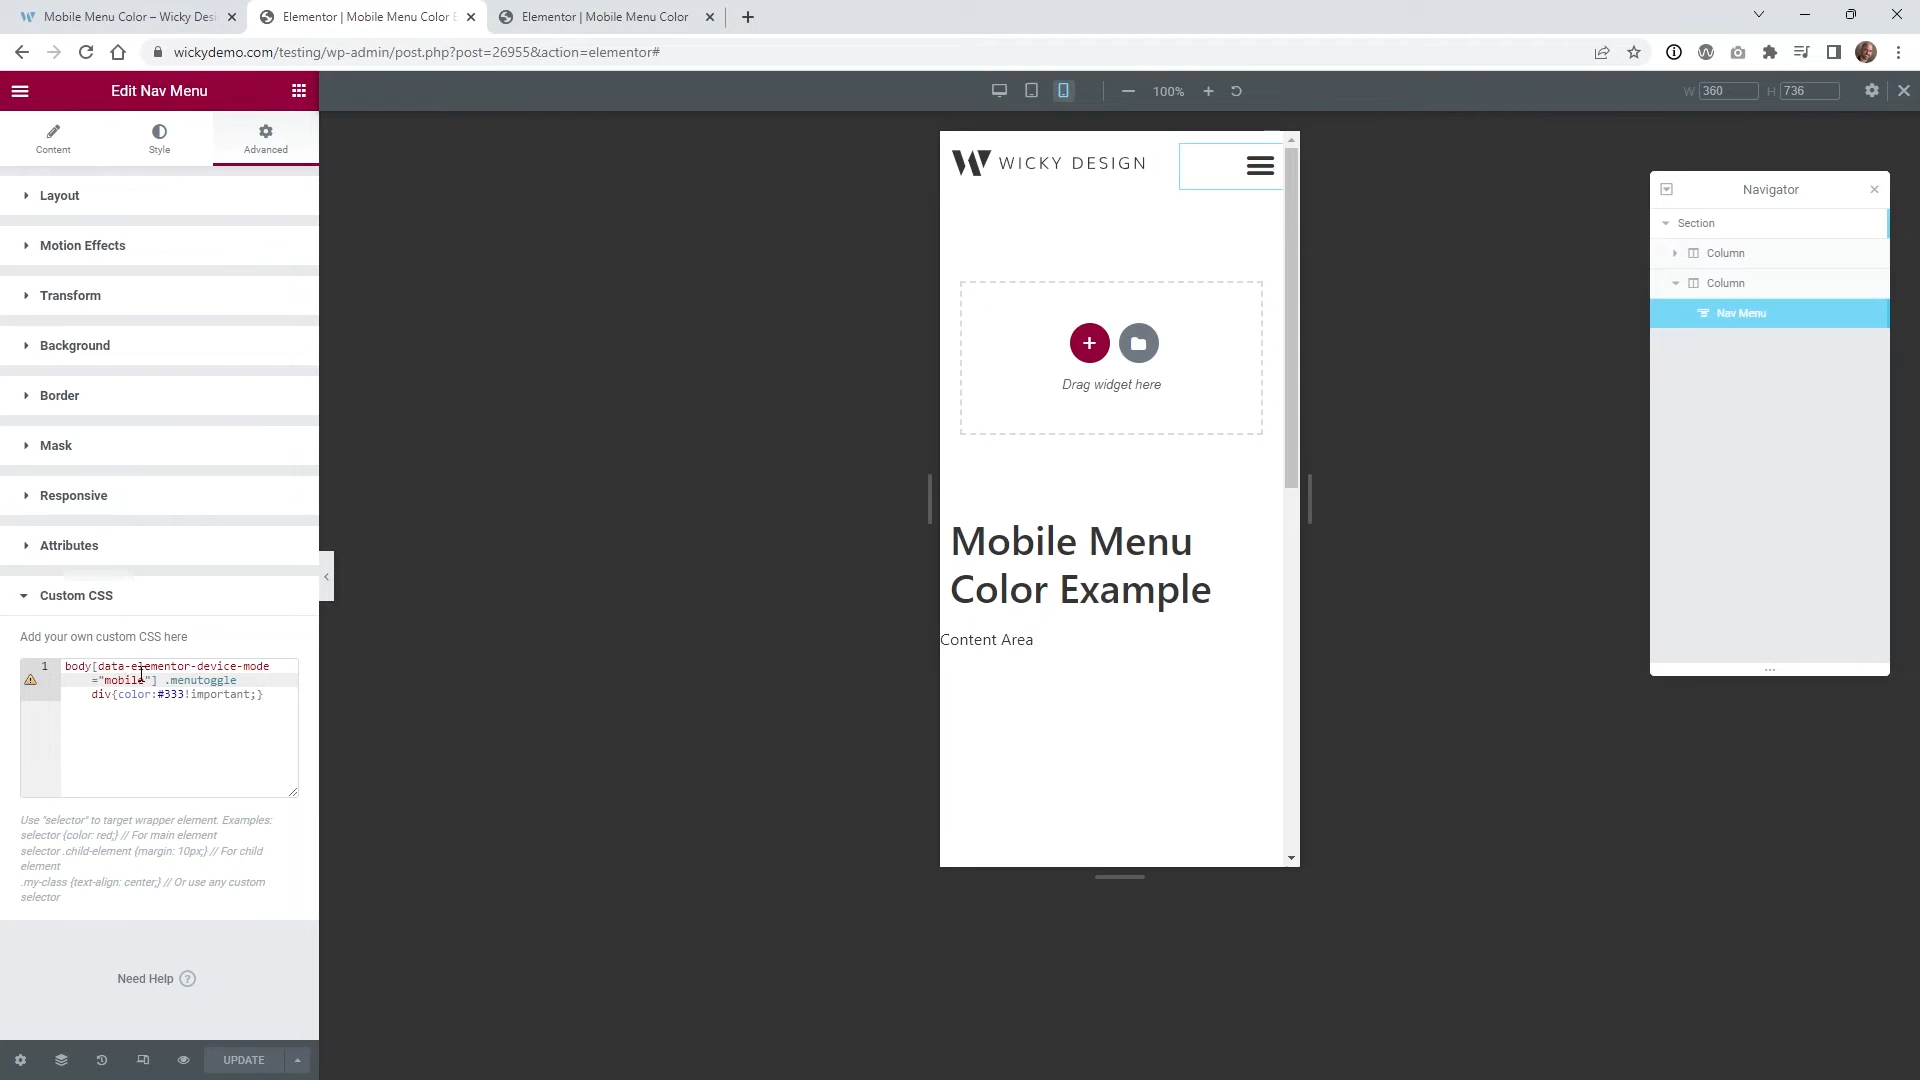 Mobile Menu Color – Wicky Desi
Elementor | Mobile Menu Color E
Elementor | Mobile Menu Color
wickydemo.com/testing/wp-admin/post.php?post=26955&action=elementor#
Edit Nav Menu
100%
W 360
H 736
Content
Style
Advanced
Layout
Motion Effects
Transform
Background
Border
Mask
Responsive
Attributes
Custom CSS
Add your own custom CSS here
1
body[data-elementor-device-mode
="mobile"] .menutoggle
div{color:#333!important;}
Use "selector" to target wrapper element. Examples:
selector {color: red;} // For main element
selector .child-element {margin: 10px;} // For child
element
.my-class {text-align: center;} // Or use any custom
selector
Need Help ?
UPDATE
WICKY DESIGN
Drag widget here
Mobile Menu
Color Example
Content Area
Navigator
Section
Column
Column
Nav Menu